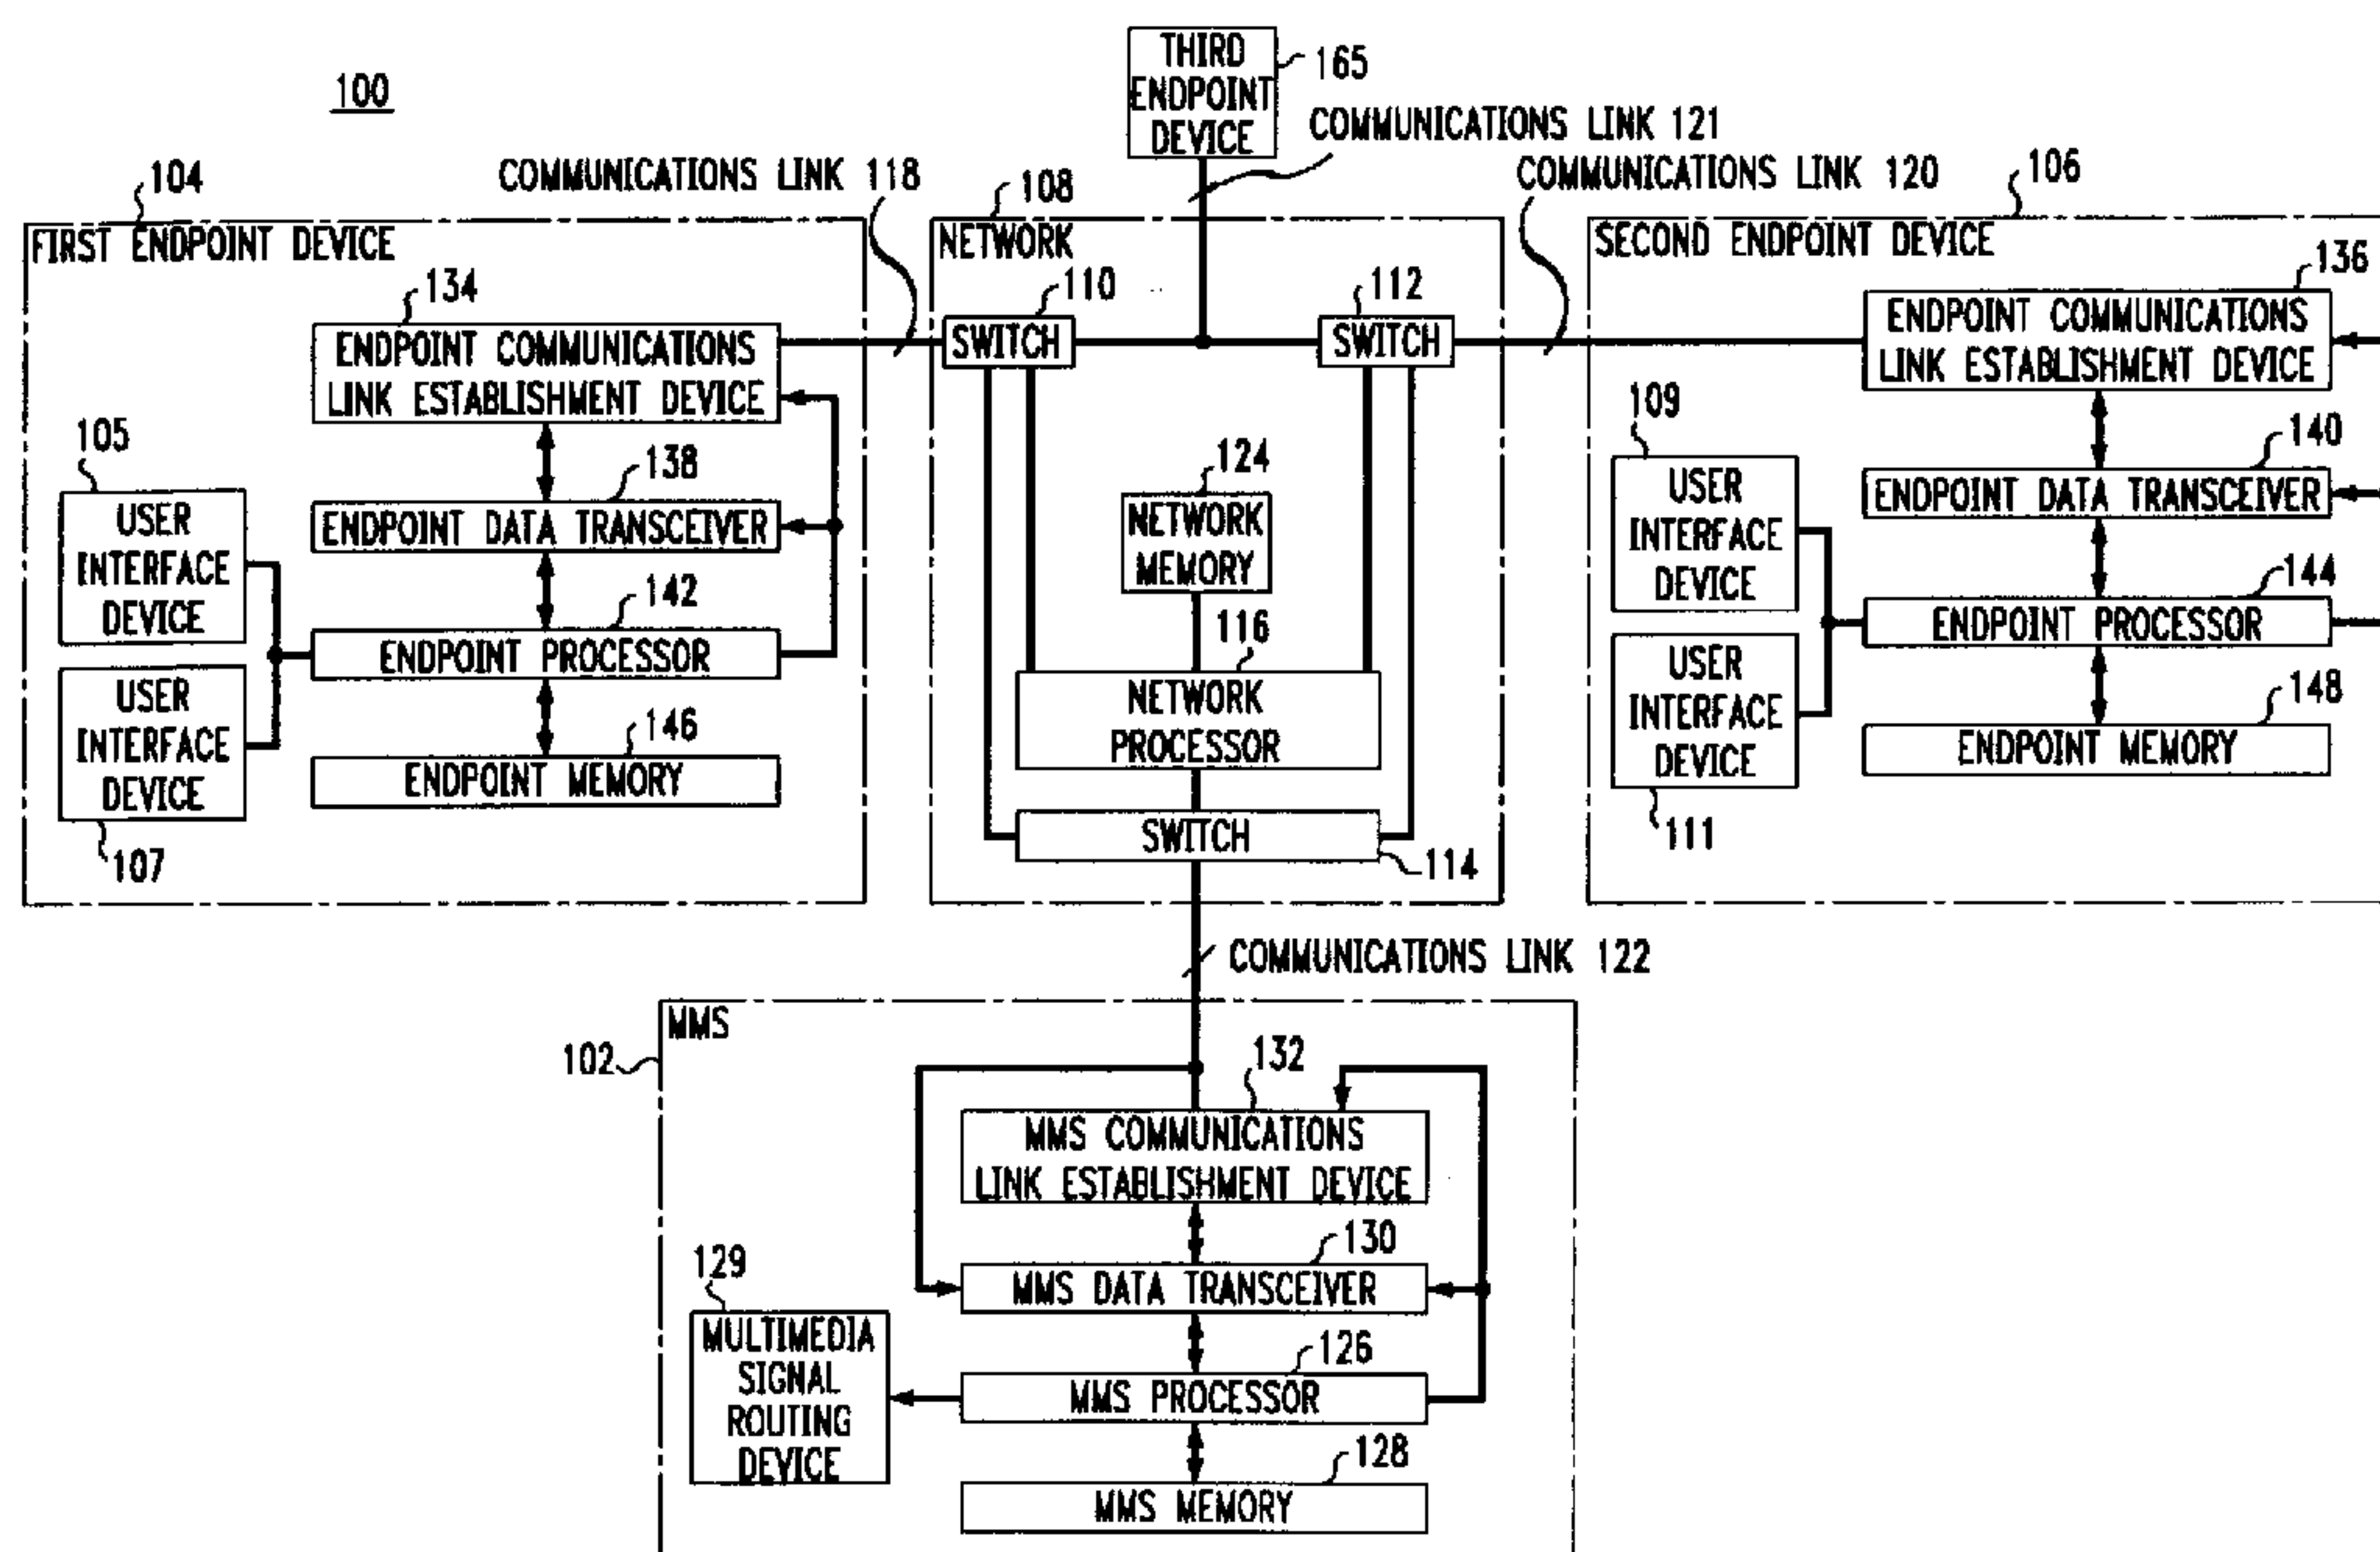 100
THIRD
ENDPOINT
DEVICE
165
COMMUNICATIONS LINK 121
COMMUNICATIONS LINK 118
COMMUNICATIONS LINK 120
104
FIRST ENDPOINT DEVICE
134
ENDPOINT COMMUNICATIONS
LINK ESTABLISHMENT DEVICE
105
USER
INTERFACE
DEVICE
138
ENDPOINT DATA TRANSCEIVER
142
ENDPOINT PROCESSOR
USER
INTERFACE
DEVICE
107
146
ENDPOINT MEMORY
108
NETWORK
110
SWITCH
112
SWITCH
124
NETWORK
MEMORY
116
NETWORK
PROCESSOR
SWITCH
114
106
SECOND ENDPOINT DEVICE
136
ENDPOINT COMMUNICATIONS
LINK ESTABLISHMENT DEVICE
109
USER
INTERFACE
DEVICE
140
ENDPOINT DATA TRANSCEIVER
144
ENDPOINT PROCESSOR
USER
INTERFACE
DEVICE
111
148
ENDPOINT MEMORY
COMMUNICATIONS LINK 122
MMS
102
132
MMS COMMUNICATIONS
LINK ESTABLISHMENT DEVICE
130
MMS DATA TRANSCEIVER
129
MULTIMEDIA
SIGNAL
ROUTING
DEVICE
126
MMS PROCESSOR
128
MMS MEMORY